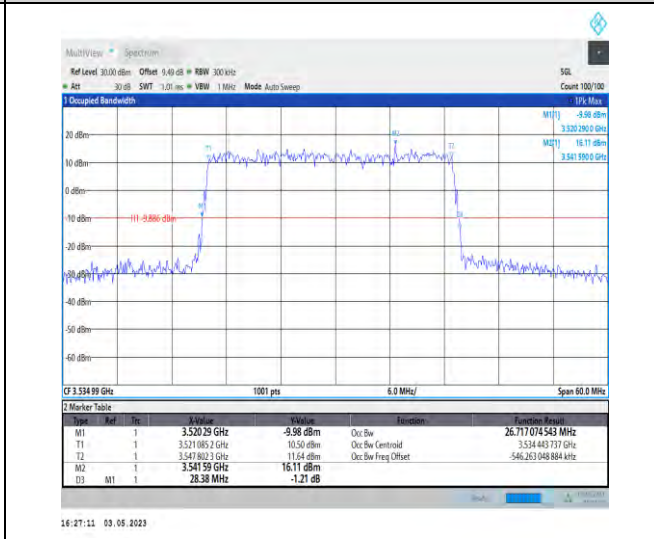 MultiView Spectrum
Ref Level 30.00 dBm Offset 9.49 dB RBW 300 kHz SGL
Att 30 dB SWT 1.01 ms VBW 1 MHz Mode Auto Sweep Count 100/100
1 Occupied Bandwidth 1Pk Max
M1[1] -9.98 dBm
3.520 290 0 GHz
M2[1] 16.11 dBm
3.541 590 0 GHz
20 dBm
T1 M2 T2
10 dBm
0 dBm
-10 dBm H1 -9.886 dBm
-20 dBm
-30 dBm
-40 dBm
-50 dBm
-60 dBm
CF 3.534 99 GHz 1001 pts 6.0 MHz/ Span 60.0 MHz
2 Marker Table
Type Ref Trc X-Value Y-Value Function Function Result
M1 1 3.520 29 GHz -9.98 dBm Occ Bw 26.717 074 543 MHz
T1 1 3.521 085 2 GHz 10.50 dBm Occ Bw Centroid 3.534 443 737 GHz
T2 1 3.547 802 3 GHz 11.64 dBm Occ Bw Freq Offset -546.263 048 884 kHz
M2 1 3.541 59 GHz 16.11 dBm
D3 M1 1 28.38 MHz -1.21 dB
16:27:11 03.05.2023